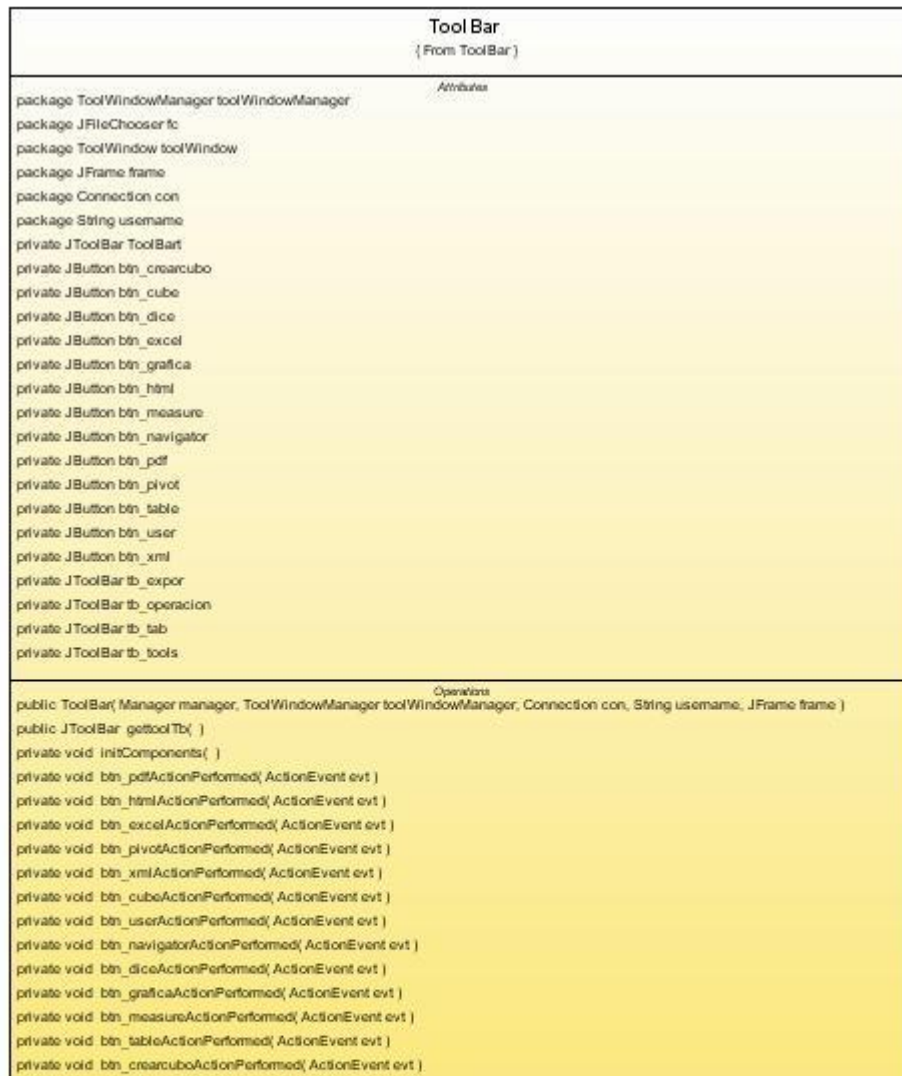 Tool Bar
{ From ToolBar }
Attributes
package ToolWindowManager toolWindowManager
package JFileChooser fc
package ToolWindow toolWindow
package JFrame frame
package Connection con
package String username
private JToolBar ToolBart
private JButton btn_crearcubo
private JButton btn_cube
private JButton btn_dice
private JButton btn_excel
private JButton btn_grafica
private JButton btn_html
private JButton btn_measure
private JButton btn_navigator
private JButton btn_pdf
private JButton btn_pivot
private JButton btn_table
private JButton btn_user
private JButton btn_xml
private JToolBar tb_expor
private JToolBar tb_operacion
private JToolBar tb_tab
private JToolBar tb_tools
Operations
public ToolBar( Manager manager, ToolWindowManager toolWindowManager, Connection con, String username, JFrame frame )
public JToolBar gettoolTb( )
private void initComponents( )
private void btn_pdfActionPerformed( ActionEvent evt )
private void btn_htmlActionPerformed( ActionEvent evt )
private void btn_excelActionPerformed( ActionEvent evt )
private void btn_pivotActionPerformed( ActionEvent evt )
private void btn_xmlActionPerformed( ActionEvent evt )
private void btn_cubeActionPerformed( ActionEvent evt )
private void btn_userActionPerformed( ActionEvent evt )
private void btn_navigatorActionPerformed( ActionEvent evt )
private void btn_diceActionPerformed( ActionEvent evt )
private void btn_graficaActionPerformed( ActionEvent evt )
private void btn_measureActionPerformed( ActionEvent evt )
private void btn_tableActionPerformed( ActionEvent evt )
private void btn_crearcuboActionPerformed( ActionEvent evt )